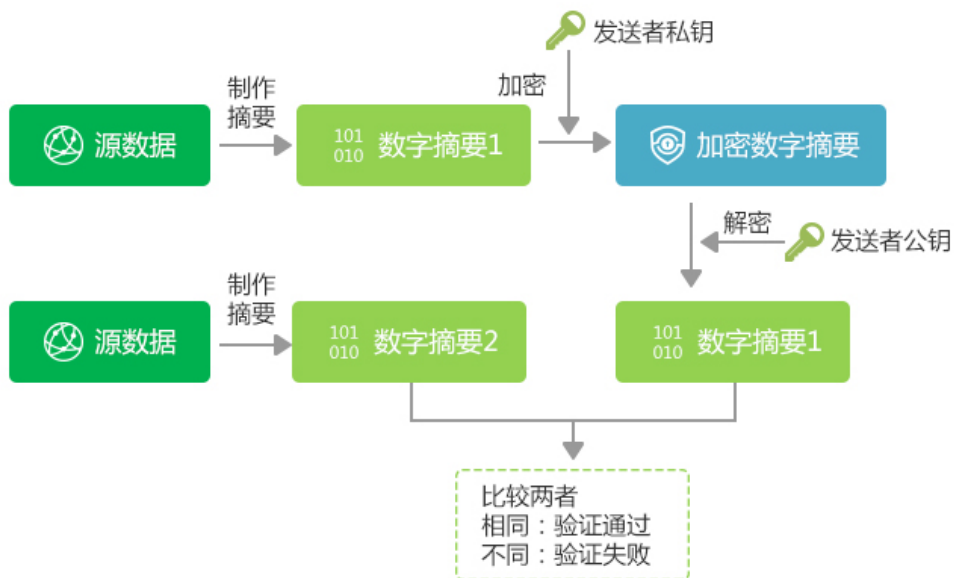 发送者私钥
加密
制作
摘要
源数据
101
010
数字摘要1
加密数字摘要
解密
发送者公钥
制作
摘要
源数据
101
010
数字摘要2
101
010
数字摘要1
比较两者
相同：验证通过
不同：验证失败